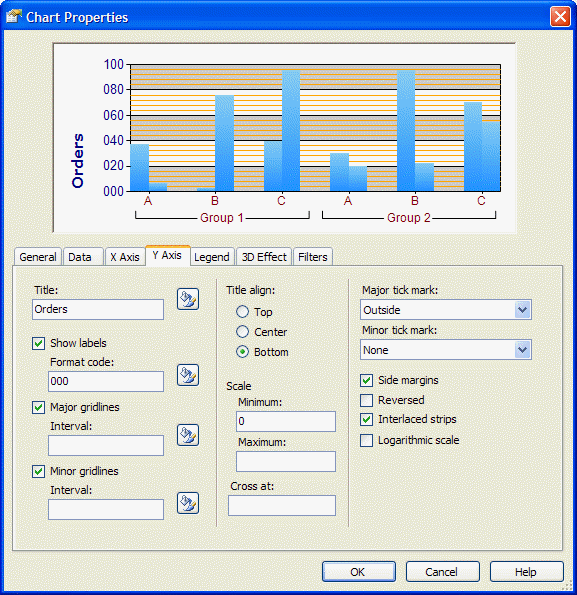 Chart Properties
100
080
060
040
020
000
Orders
A B C A B C
Group 1 Group 2
General Data X Axis Y Axis Legend 3D Effect Filters
Title:
Orders
Show labels
Format code:
000
Major gridlines
Interval:
Minor gridlines
Interval:
Title align:
Top
Center
Bottom
Scale
Minimum:
0
Maximum:
Cross at:
Major tick mark:
Outside
Minor tick mark:
None
Side margins
Reversed
Interlaced strips
Logarithmic scale
OK Cancel Help